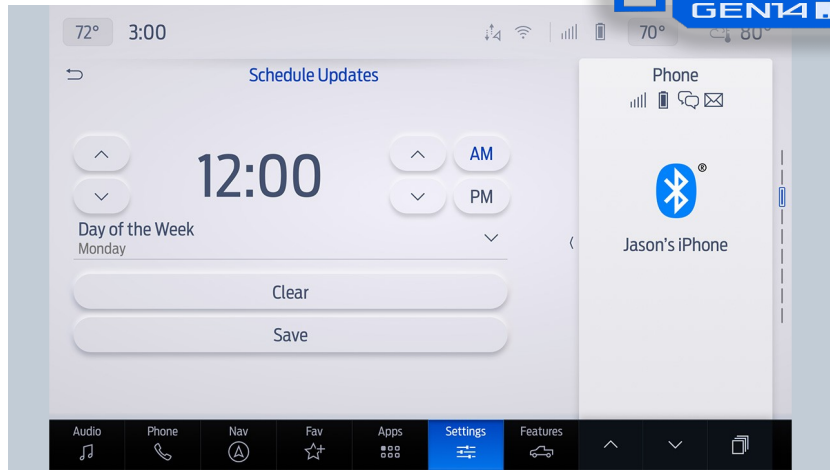 GEN14
72° 3:00
70° 80°
Schedule Updates
12:00
AM
PM
Day of the Week
Monday
Clear
Save
Phone
®
Jason's iPhone
Audio Phone Nav Fav Apps Settings Features